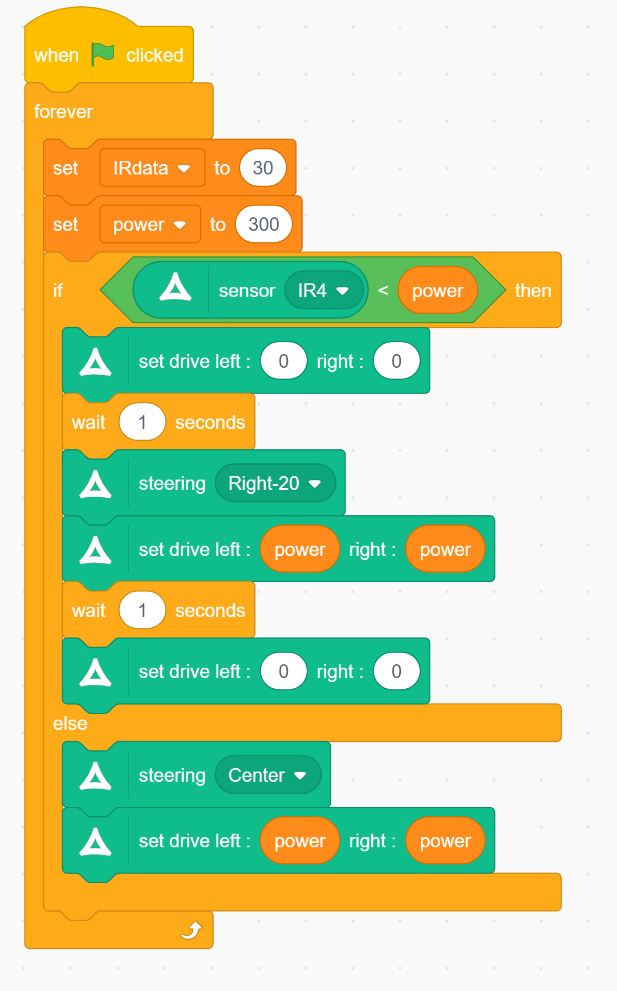 when clicked
forever
set IRdata to 30
set power to 300
if sensor IR4 < power then
set drive left : 0 right : 0
wait 1 seconds
steering Right-20
set drive left : power right : power
wait 1 seconds
set drive left : 0 right : 0
else
steering Center
set drive left : power right : power